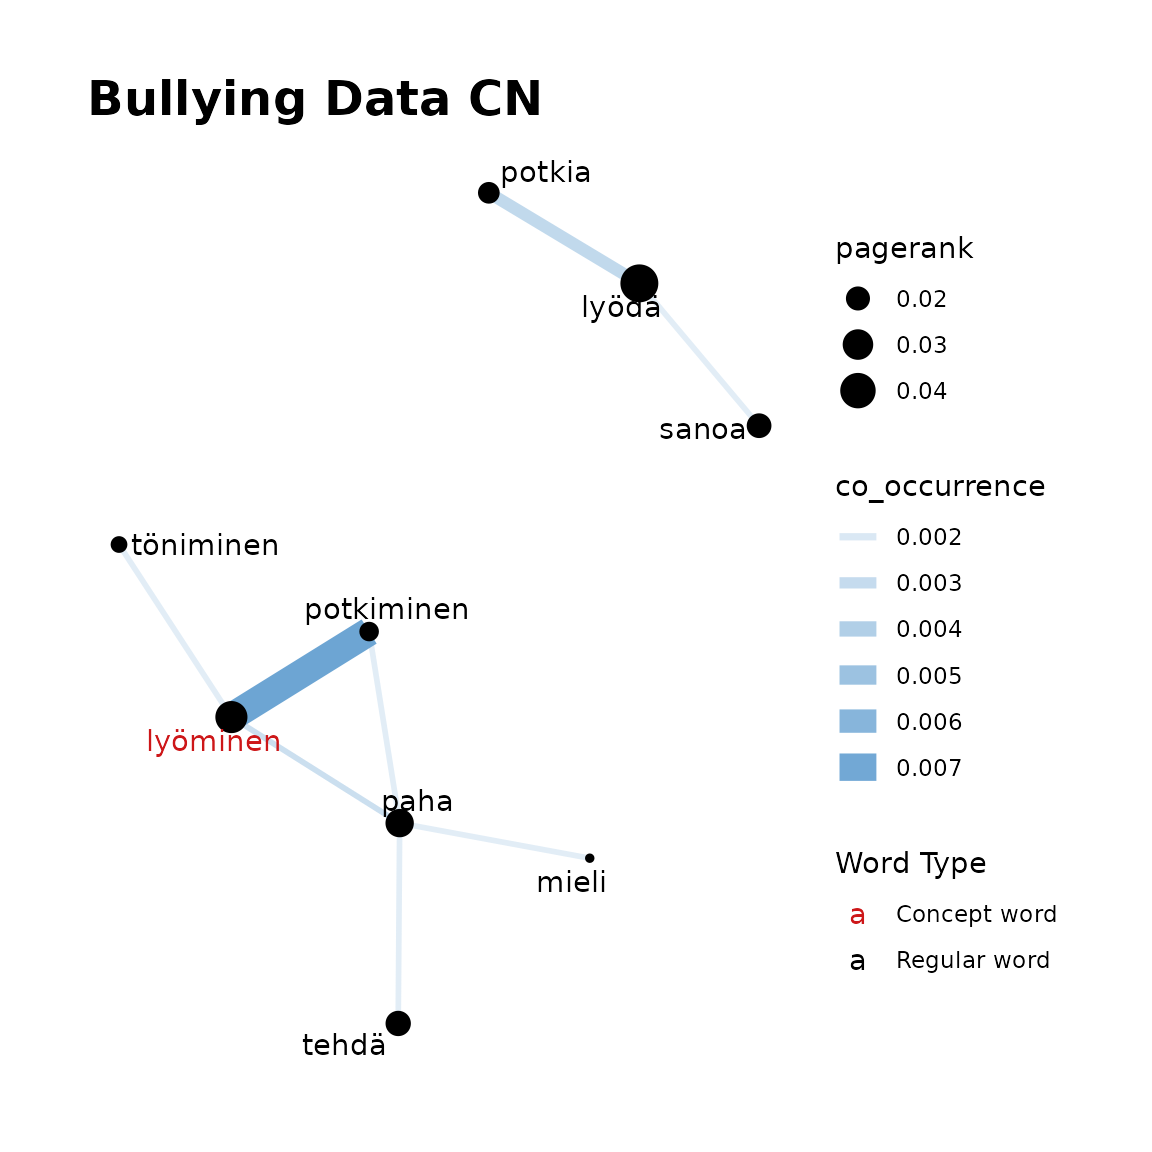 Bullying Data CN
potkia
lyödä
sanoa
töniminen
potkiminen
lyöminen
paha
mieli
tehdä
pagerank
0.02
0.03
0.04
co_occurrence
0.002
0.003
0.004
0.005
0.006
0.007
Word Type
a Concept word
a Regular word